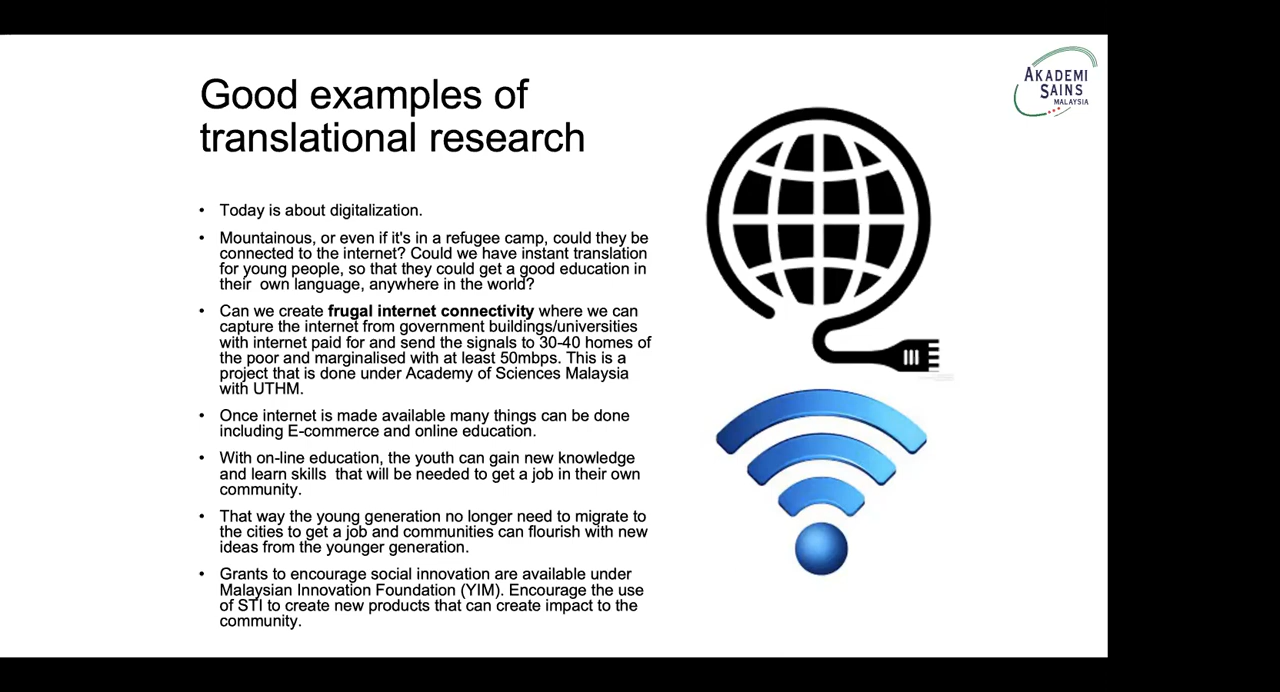 Good examples of
translational research
AKADEMI
SAINS
MALAYSIA
• Today is about digitalization.
• Mountainous, or even if it's in a refugee camp, could they be
connected to the internet? Could we have instant translation
for young people, so that they could get a good education in
their  own language, anywhere in the world?
• Can we create frugal internet connectivity where we can
capture the internet from government buildings/universities
with internet paid for and send the signals to 30-40 homes of
the poor and marginalised with at least 50mbps. This is a
project that is done under Academy of Sciences Malaysia
with UTHM.
• Once internet is made available many things can be done
including E-commerce and online education.
• With on-line education, the youth can gain new knowledge
and learn skills  that will be needed to get a job in their own
community.
• That way the young generation no longer need to migrate to
the cities to get a job and communities can flourish with new
ideas from the younger generation.
• Grants to encourage social innovation are available under
Malaysian Innovation Foundation (YIM). Encourage the use
of STI to create new products that can create impact to the
community.